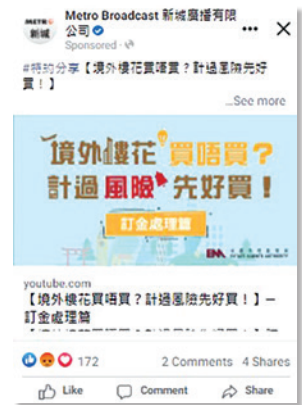 METRO
新城
Metro Broadcast 新城廣播有限
公司
Sponsored ·
#特約分享【境外樓花買唔買？計過風險先好
買！】
...See more
境外樓花買唔買？
計過風險先好買！
訂金處理篇
youtube.com
【境外樓花買唔買？計過風險先好買！】—
訂金處理篇
172
2 Comments 4 Shares
Like
Comment
Share